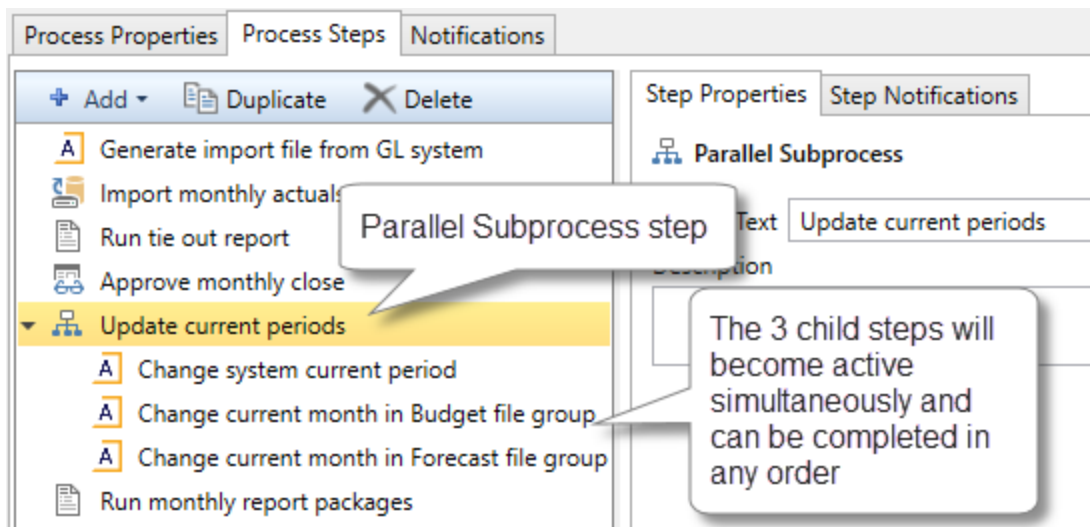 Process Properties Process Steps Notifications
Add Duplicate Delete
Generate import file from GL system
Import monthly actuals
Run tie out report
Approve monthly close
Update current periods
Change system current period
Change current month in Budget file group
Change current month in Forecast file group
Run monthly report packages
Step Properties Step Notifications
Parallel Subprocess
Text Update current periods
Description
Parallel Subprocess step
The 3 child steps will
become active
simultaneously and
can be completed in
any order